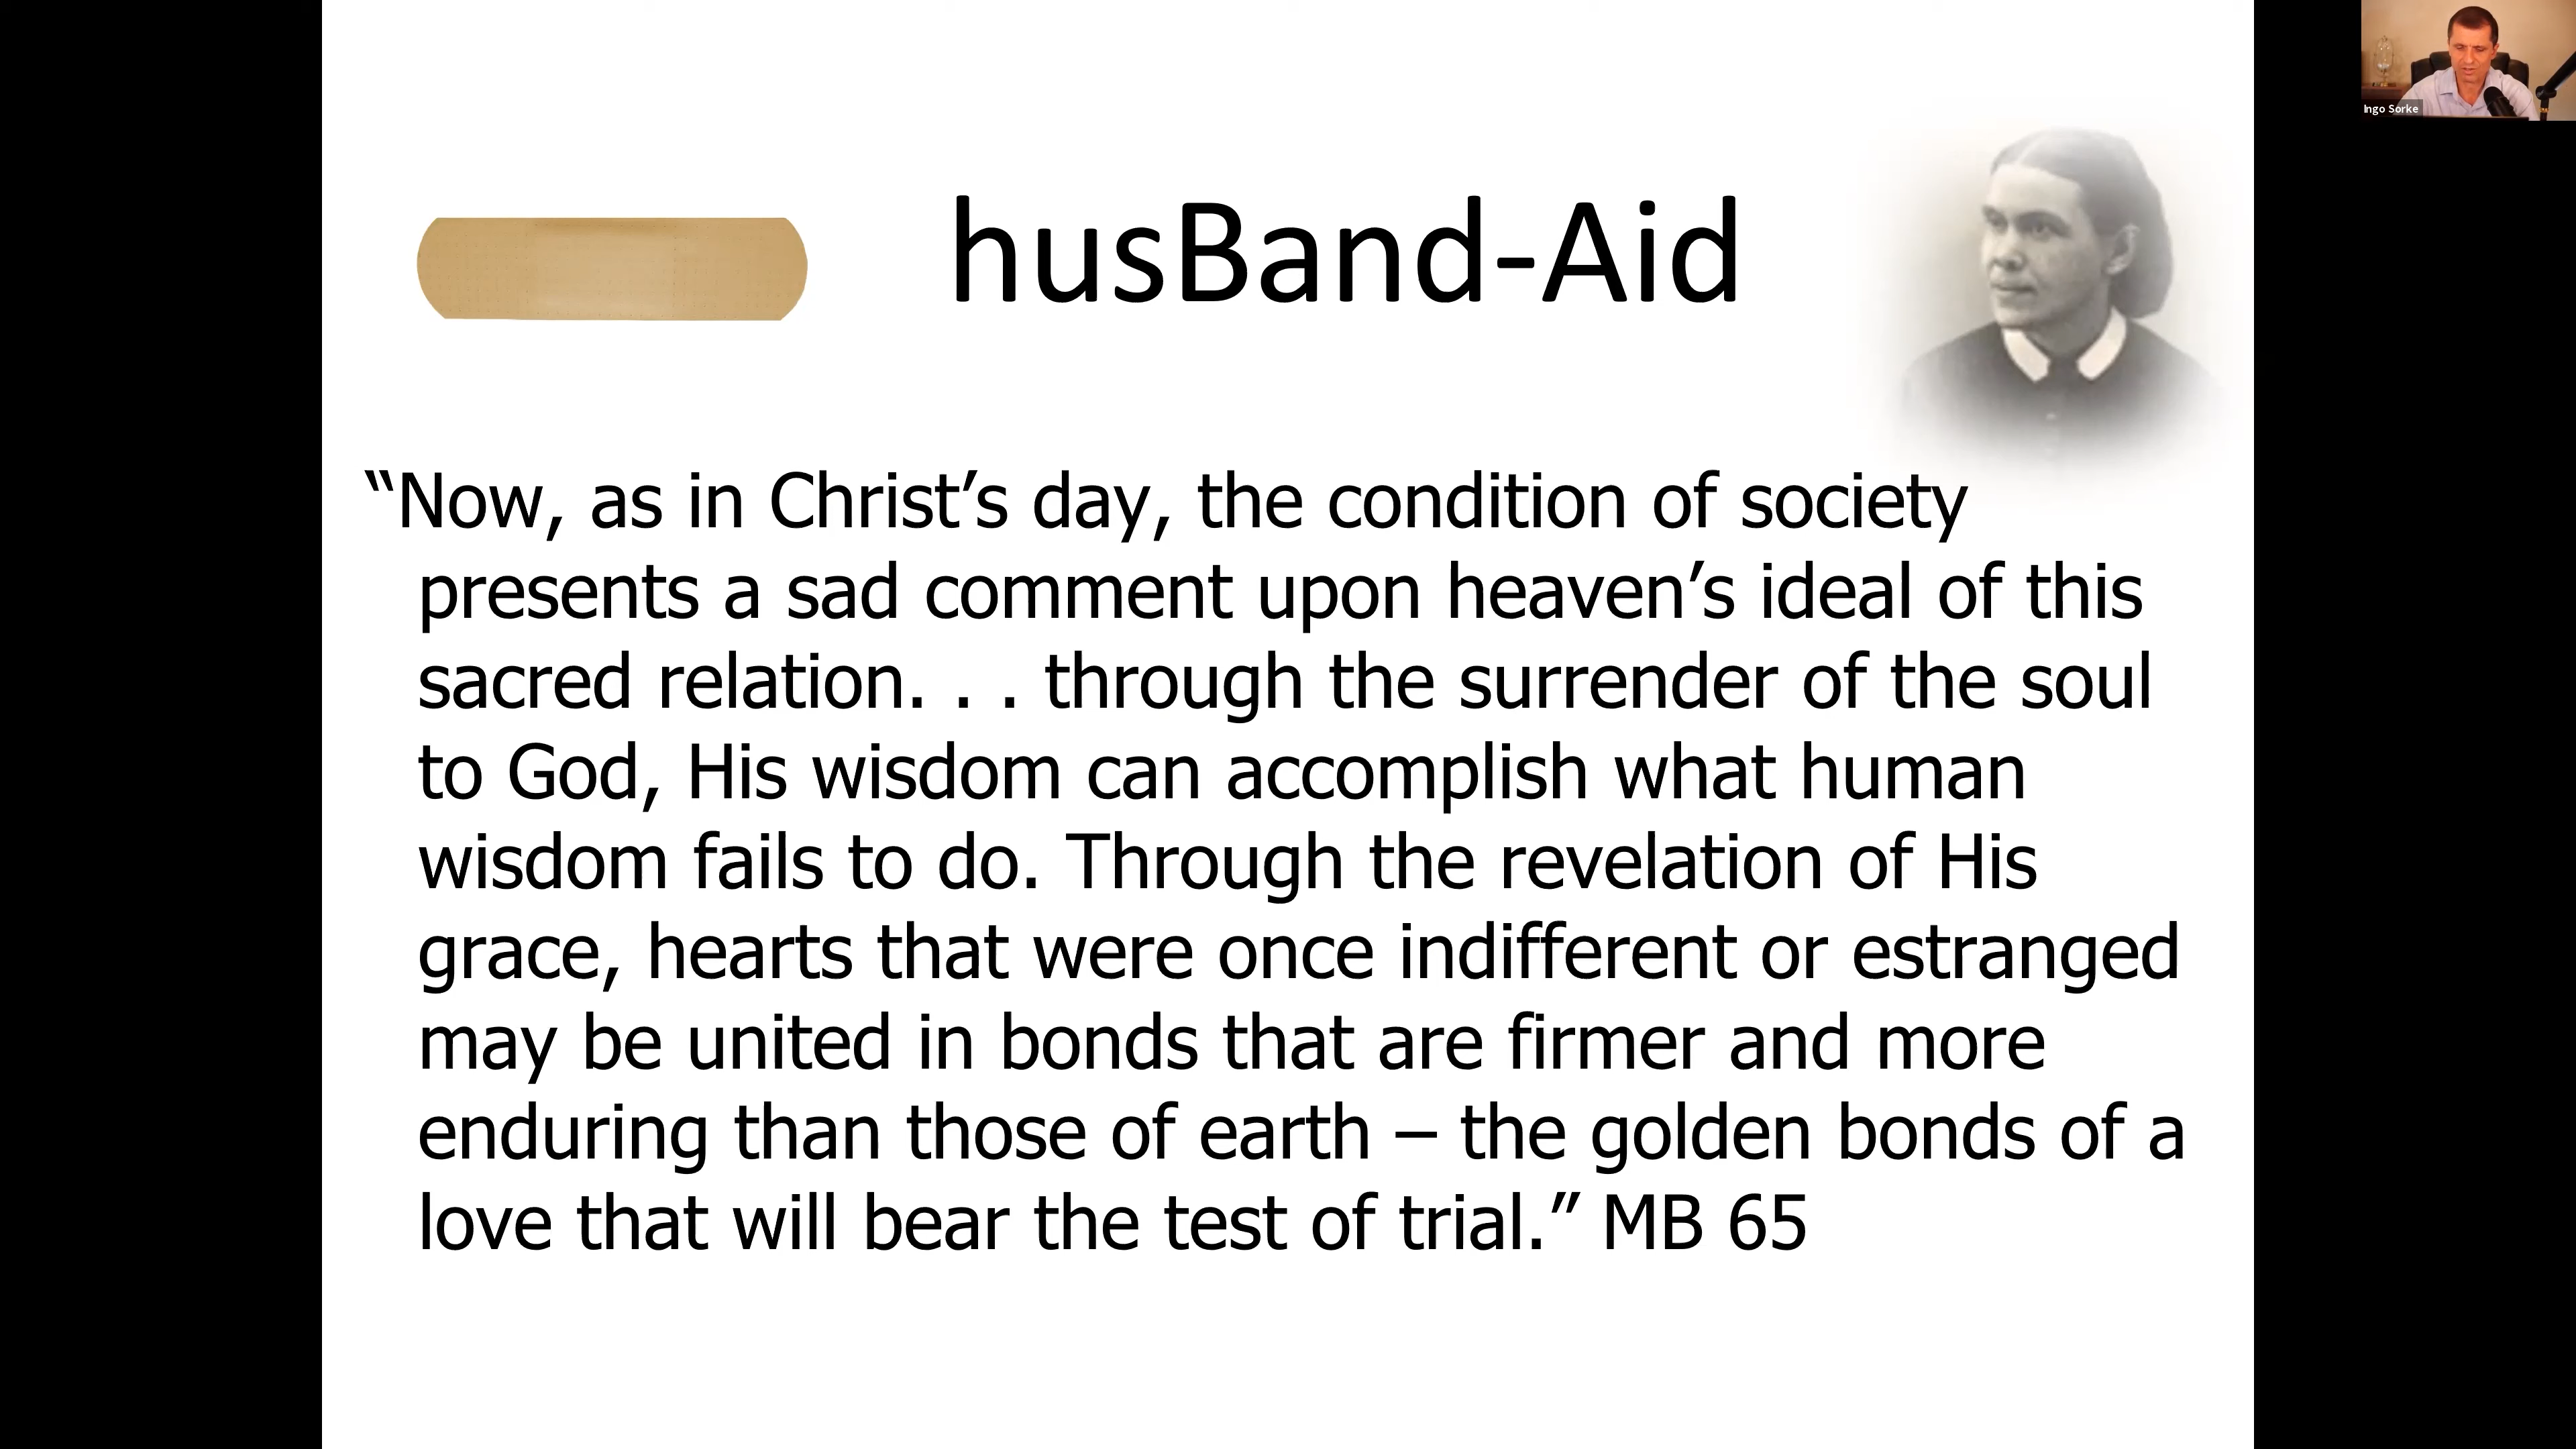 Ingo Sorke
husBand-Aid
“Now, as in Christ’s day, the condition of society
presents a sad comment upon heaven’s ideal of this
sacred relation. . . through the surrender of the soul
to God, His wisdom can accomplish what human
wisdom fails to do. Through the revelation of His
grace, hearts that were once indifferent or estranged
may be united in bonds that are firmer and more
enduring than those of earth – the golden bonds of a
love that will bear the test of trial.” MB 65